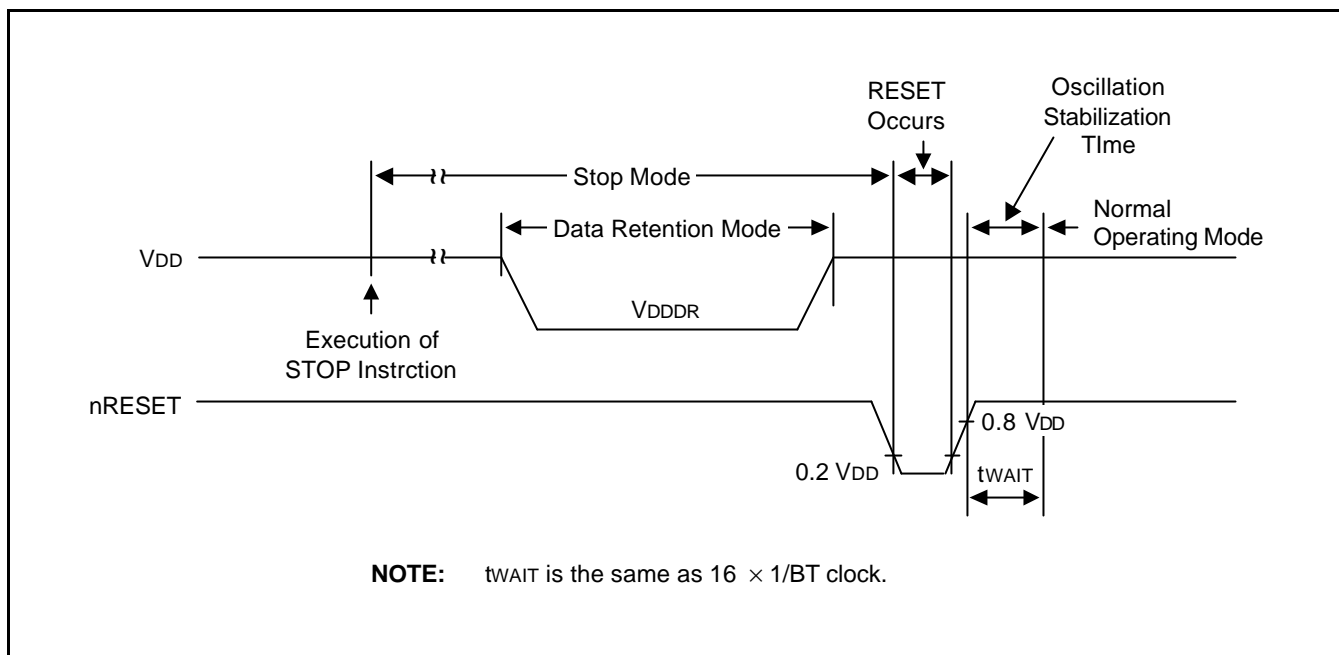 RESET
Occurs
Oscillation
Stabilization
TIme
Stop Mode
Data Retention Mode
Normal
Operating Mode
VDD
VDDDR
Execution of
STOP Instrction
nRESET
0.8 VDD
0.2 VDD
tWAIT
NOTE: tWAIT is the same as 16 × 1/BT clock.